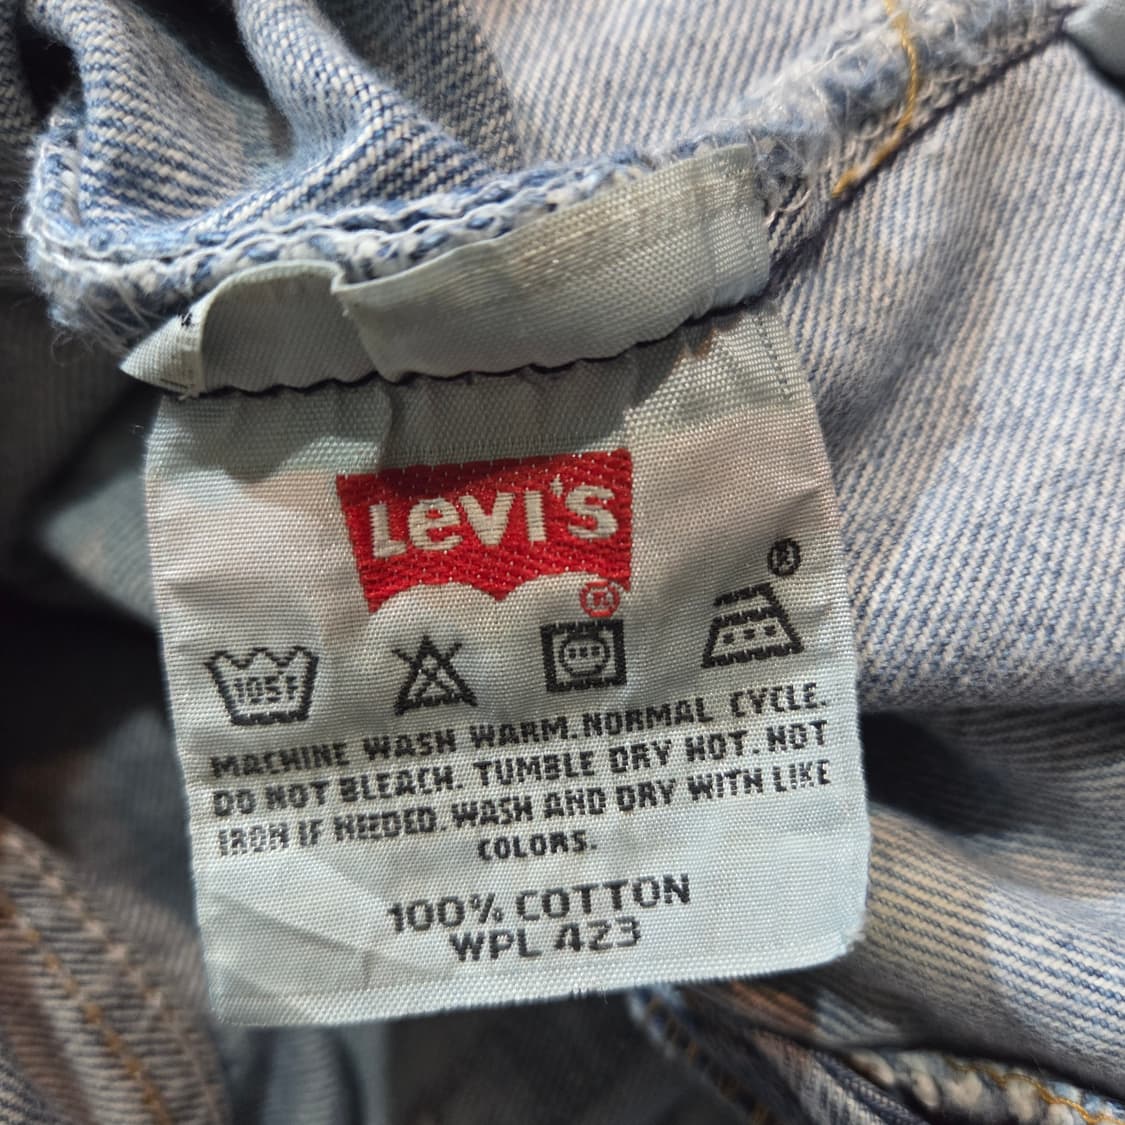 Levi's
®
®
105F
MACHINE WASH WARM. NORMAL CYCLE.
DO NOT BLEACH. TUMBLE DRY HOT. HOT
IRON IF NEEDED. WASH AND DRY WITH LIKE
COLORS.
100% COTTON
WPL 423